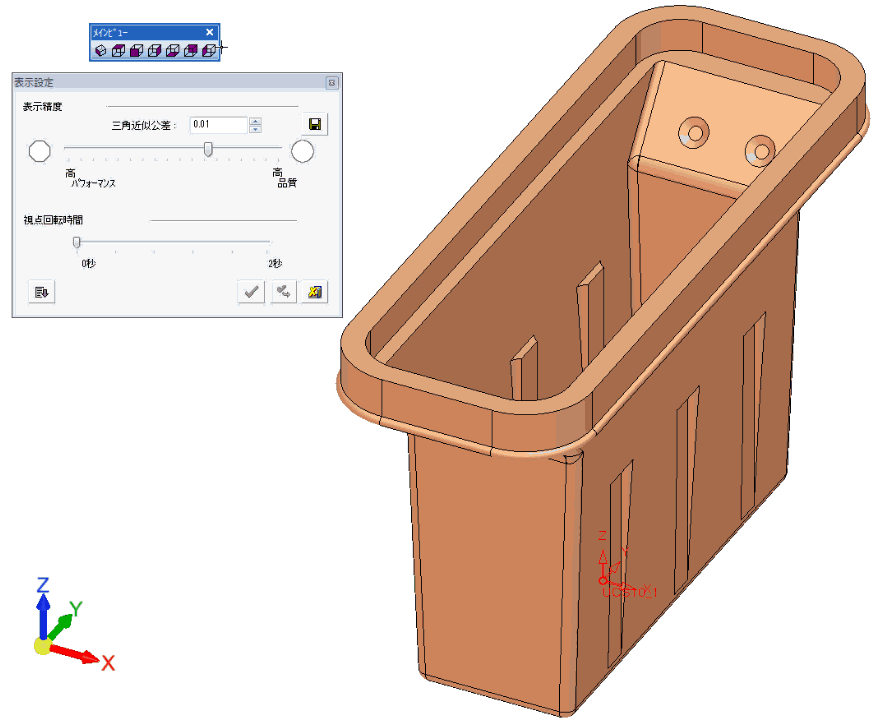 メインビュー
表示設定
表示精度
三角近似公差： 0.01
高
パフォーマンス
高
品質
視点回転時間
0秒
2秒
Z
Y
X
Z
Y
X